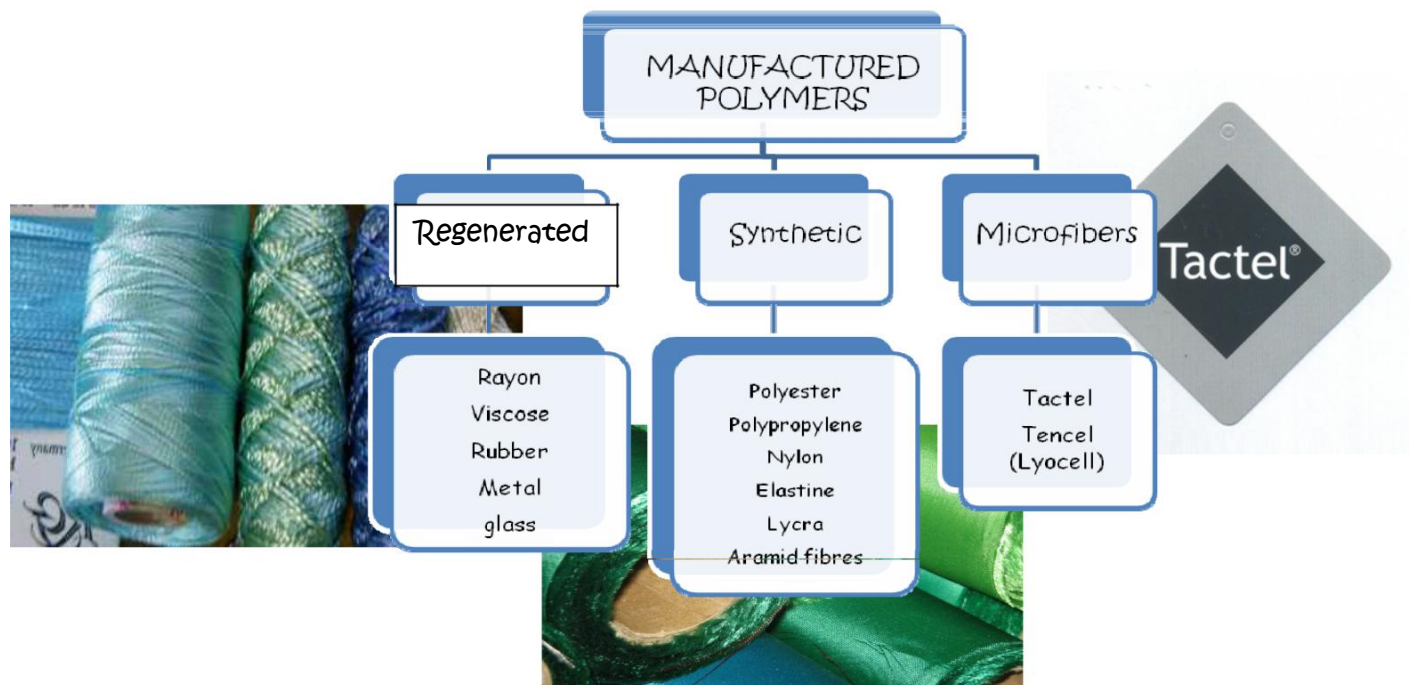 MANUFACTURED
POLYMERS
Regenerated
Synthetic
Microfibers
Tactel®
Rayon
Viscose
Rubber
Metal
glass
Polyester
Polypropylene
Nylon
Elastine
Lycra
Aramid fibres
Tactel
Tencel
(Lyocell)